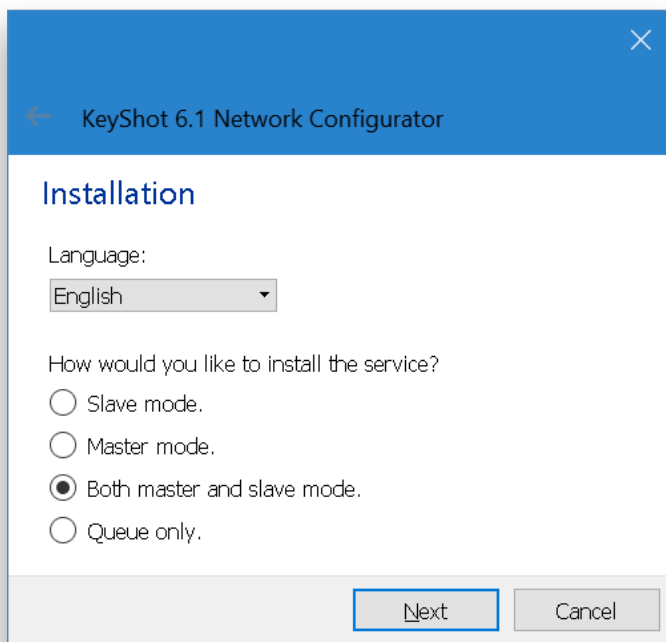 KeyShot 6.1 Network Configurator
Installation
Language:
English
How would you like to install the service?
Slave mode.
Master mode.
Both master and slave mode.
Queue only.
Next
Cancel